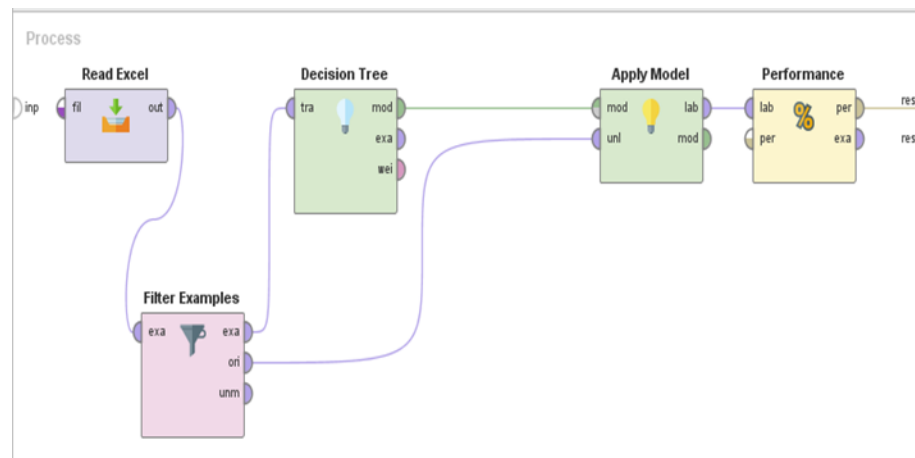 Process
Read Excel
Decision Tree
Apply Model
Performance
inp
fil
out
tra
mod
exa
wei
mod
unl
lab
mod
lab
per
per
exa
res
res
Filter Examples
exa
exa
ori
unm
%